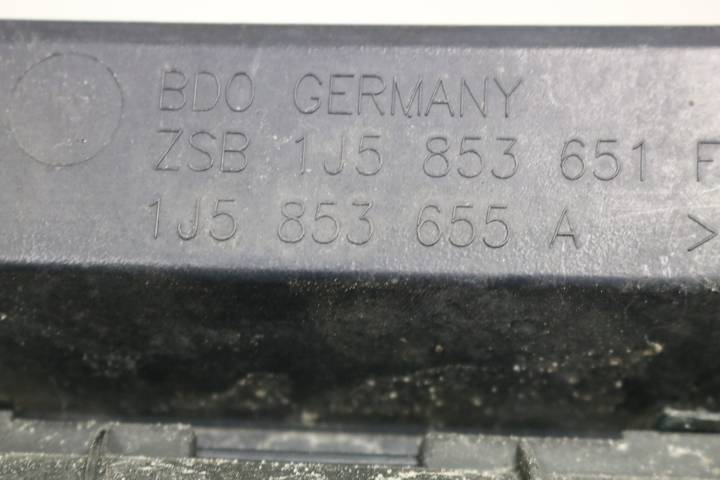 BDO GERMANY
ZSB 1J5 853 651 F
1J5 853 655 A >